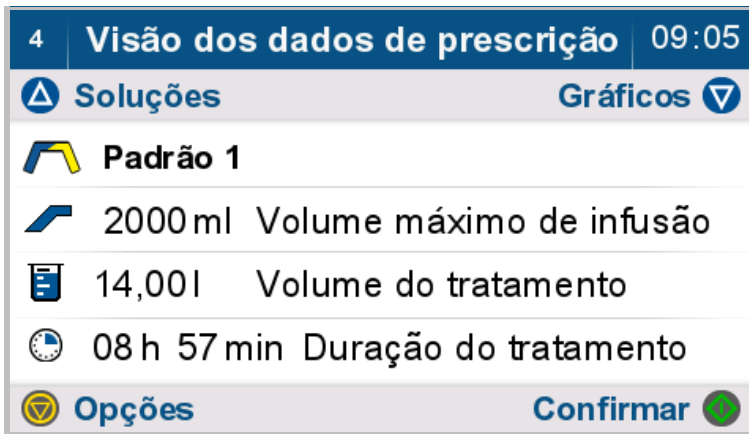 4 Visão dos dados de prescrição 09:05
Soluções Gráficos
Padrão 1
2000 ml Volume máximo de infusão
14,00 l Volume do tratamento
08 h 57 min Duração do tratamento
Opções Confirmar